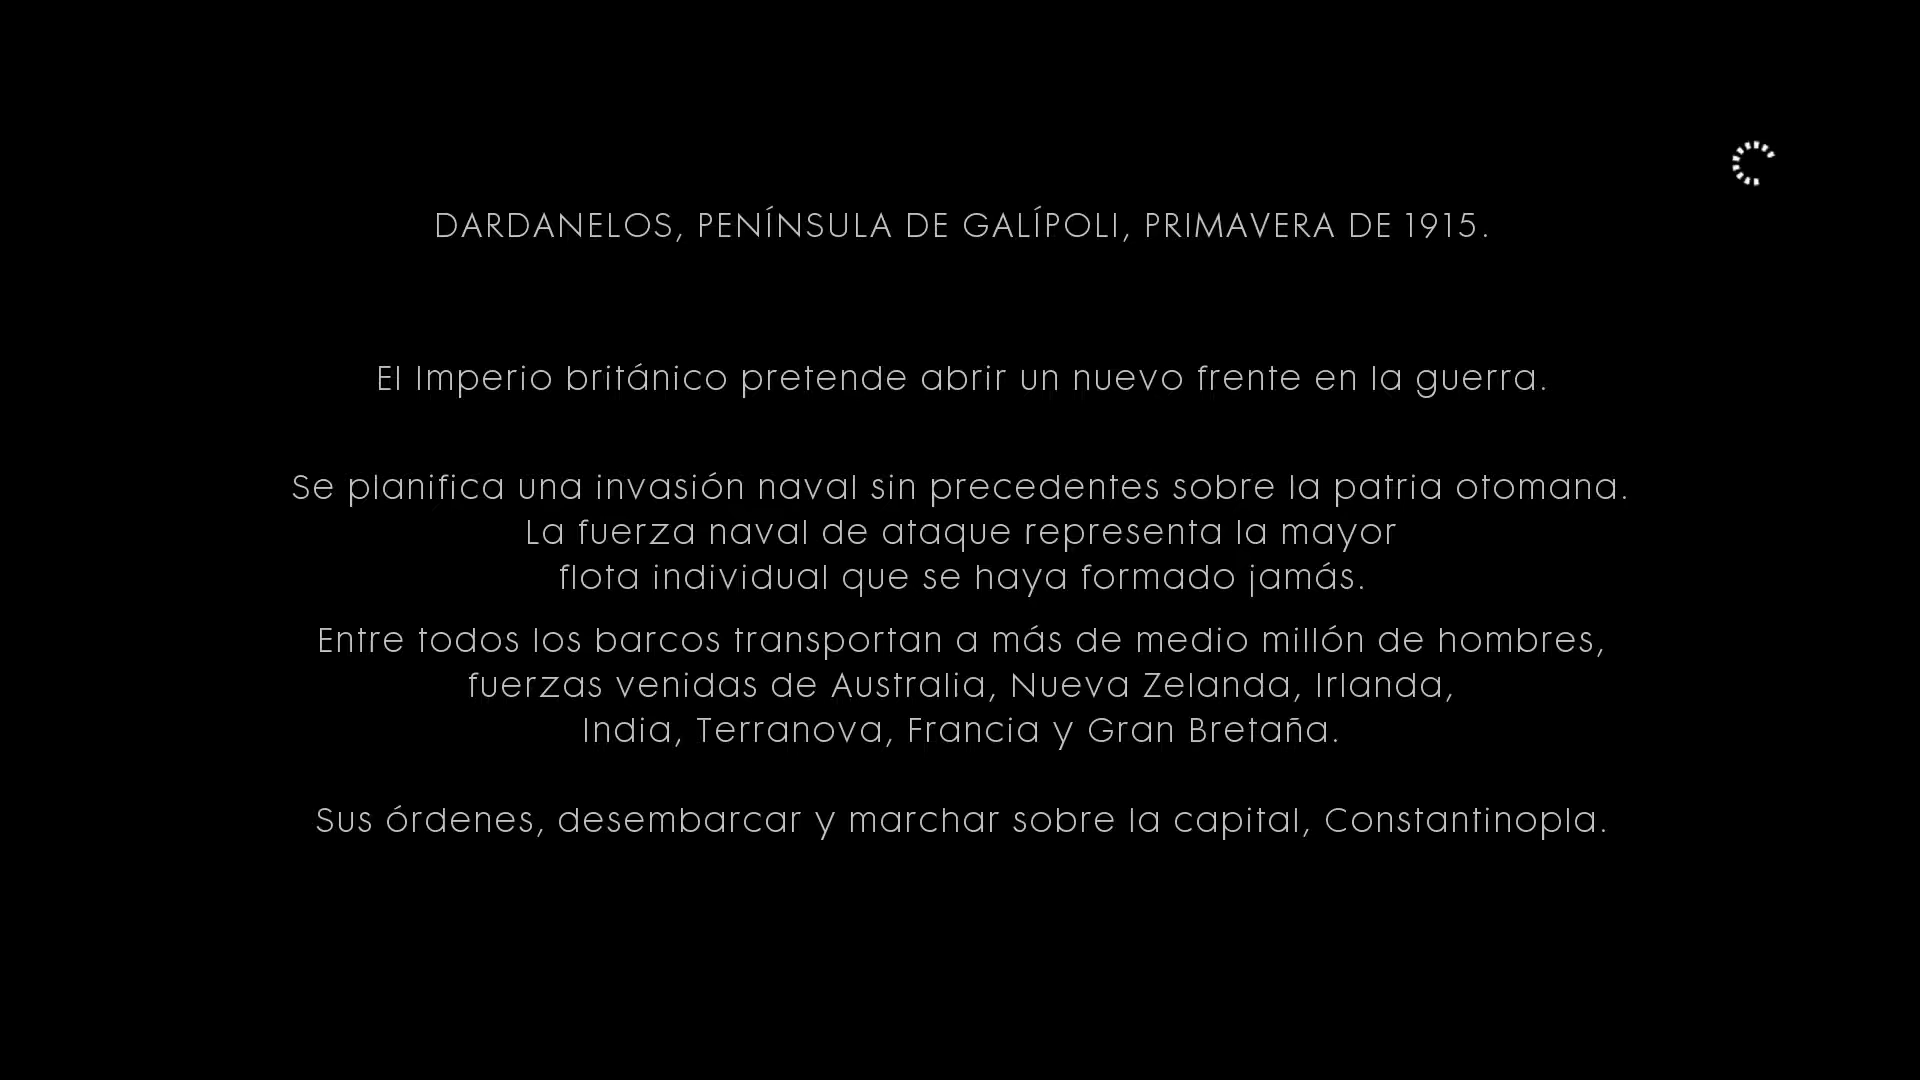 DARDANELOS, PENÍNSULA DE GALÍPOLI, PRIMAVERA DE 1915.
El Imperio británico pretende abrir un nuevo frente en la guerra.
Se planifica una invasión naval sin precedentes sobre la patria otomana.
La fuerza naval de ataque representa la mayor
flota individual que se haya formado jamás.
Entre todos los barcos transportan a más de medio millón de hombres,
fuerzas venidas de Australia, Nueva Zelanda, Irlanda,
India, Terranova, Francia y Gran Bretaña.
Sus órdenes, desembarcar y marchar sobre la capital, Constantinopla.